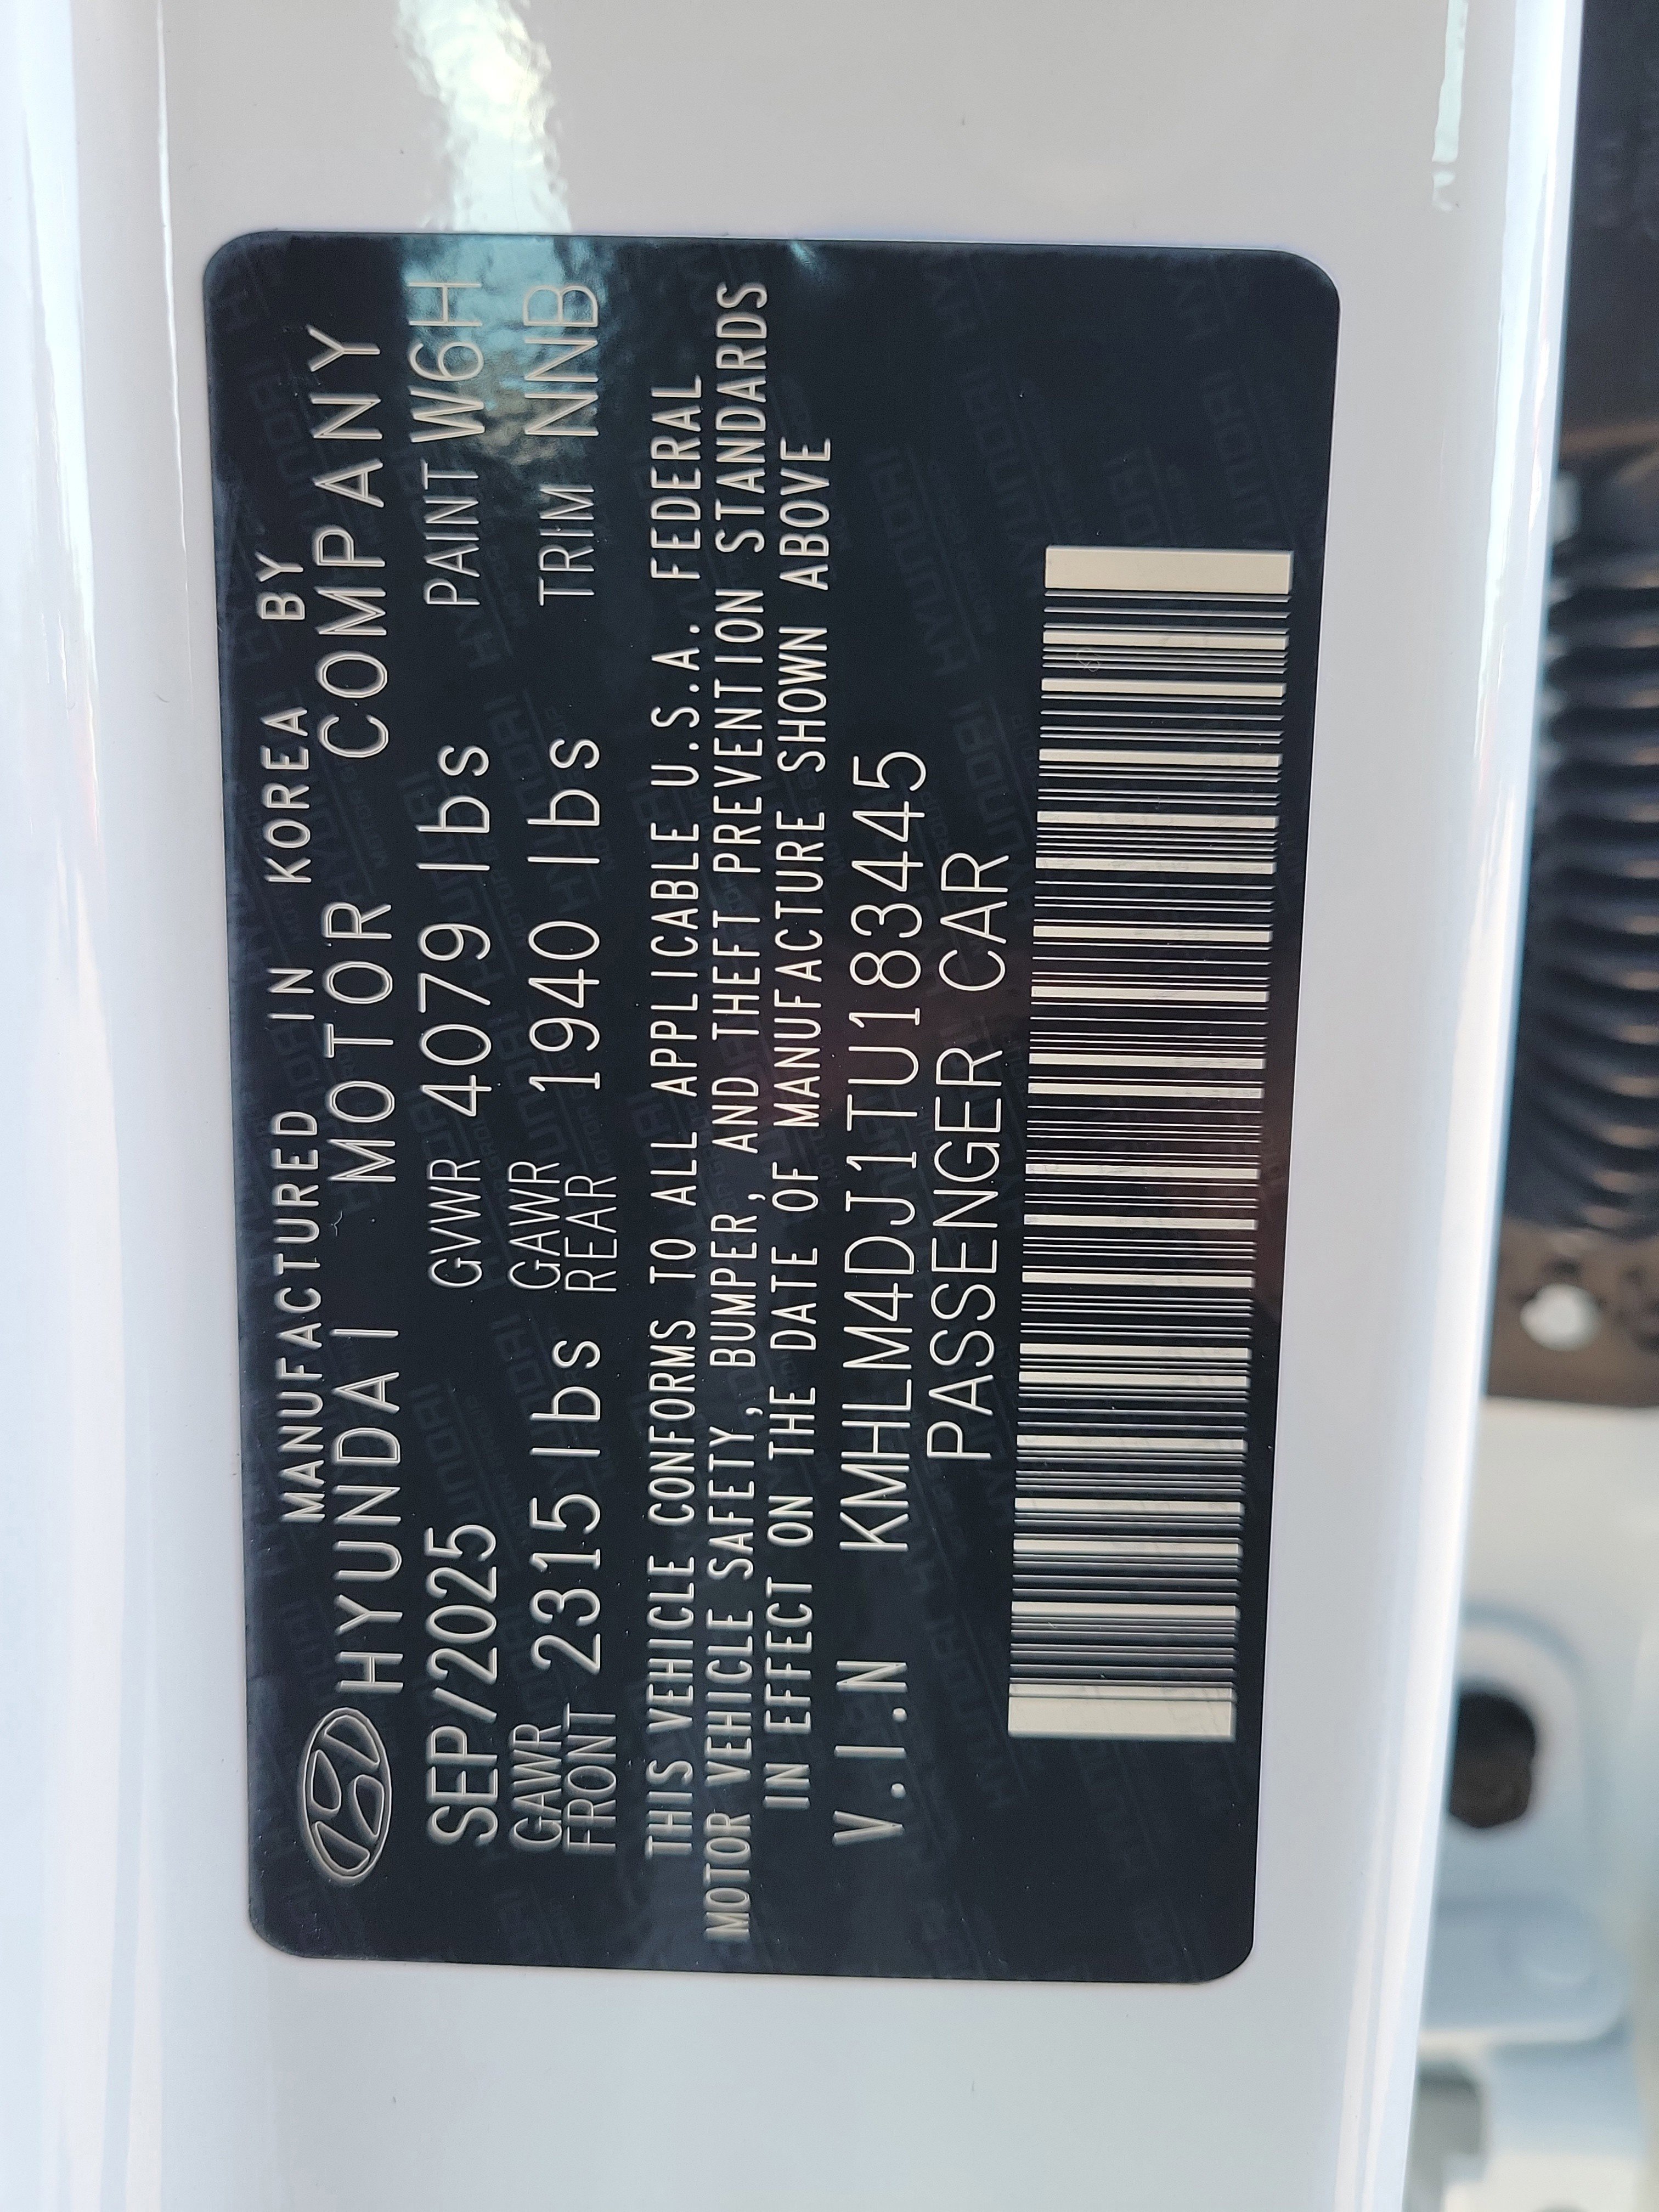 MANUFACTURED IN KOREA BY
HYUNDAI MOTOR COMPANY
SEP/2025 GVWR 4079 lbs PAINT W6H
GAWR FRONT 2315 lbs GAWR REAR 1940 lbs TRIM NNB
THIS VEHICLE CONFORMS TO ALL APPLICABLE U.S.A. FEDERAL
MOTOR VEHICLE SAFETY, BUMPER, AND THEFT PREVENTION STANDARDS
IN EFFECT ON THE DATE OF MANUFACTURE SHOWN ABOVE
V.I.N KMHLM4DJ1TU183445
PASSENGER CAR